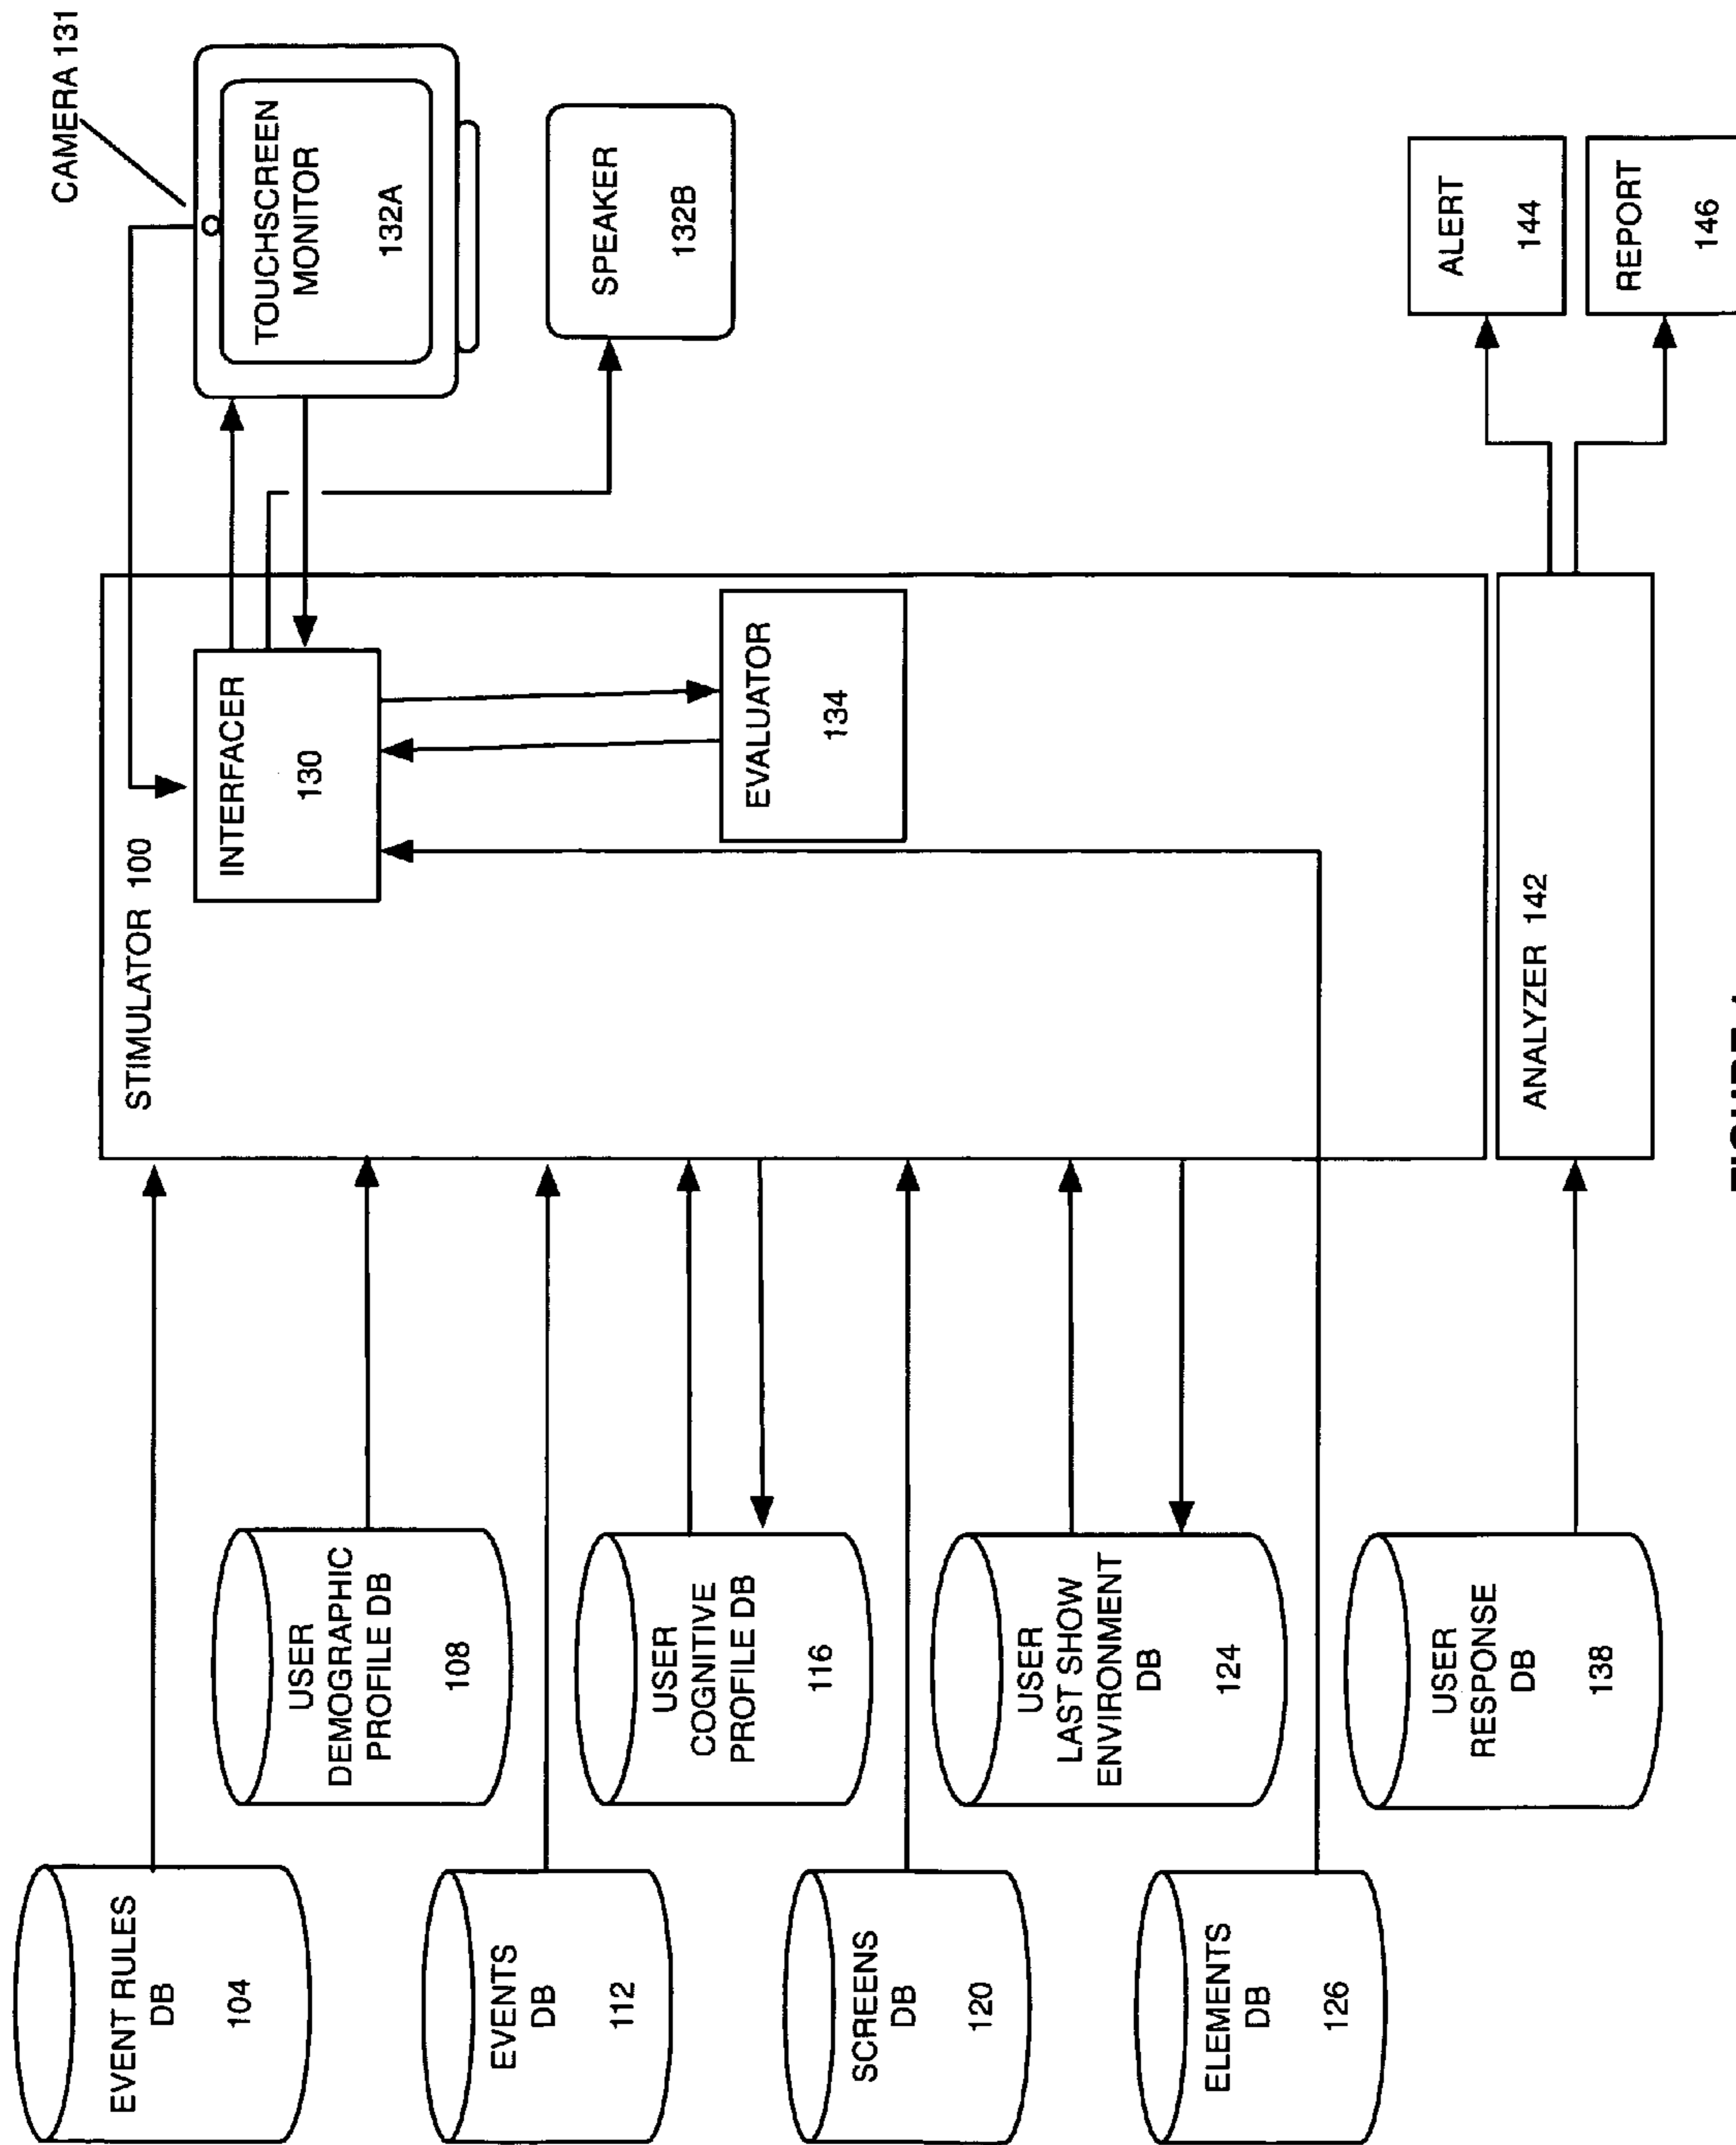 EVENT RULES
DB
104
USER
DEMOGRAPHIC
PROFILE DB
108
EVENTS
DB
112
USER
COGNITIVE
PROFILE DB
116
SCREENS
DB
120
USER
LAST SHOW
ENVIRONMENT
DB
124
ELEMENTS
DB
126
USER
RESPONSE
DB
138
STIMULATOR 100
INTERFACER
130
EVALUATOR
134
ANALYZER 142
CAMERA 131
TOUCHSCREEN
MONITOR
132A
SPEAKER
132B
ALERT
144
REPORT
146